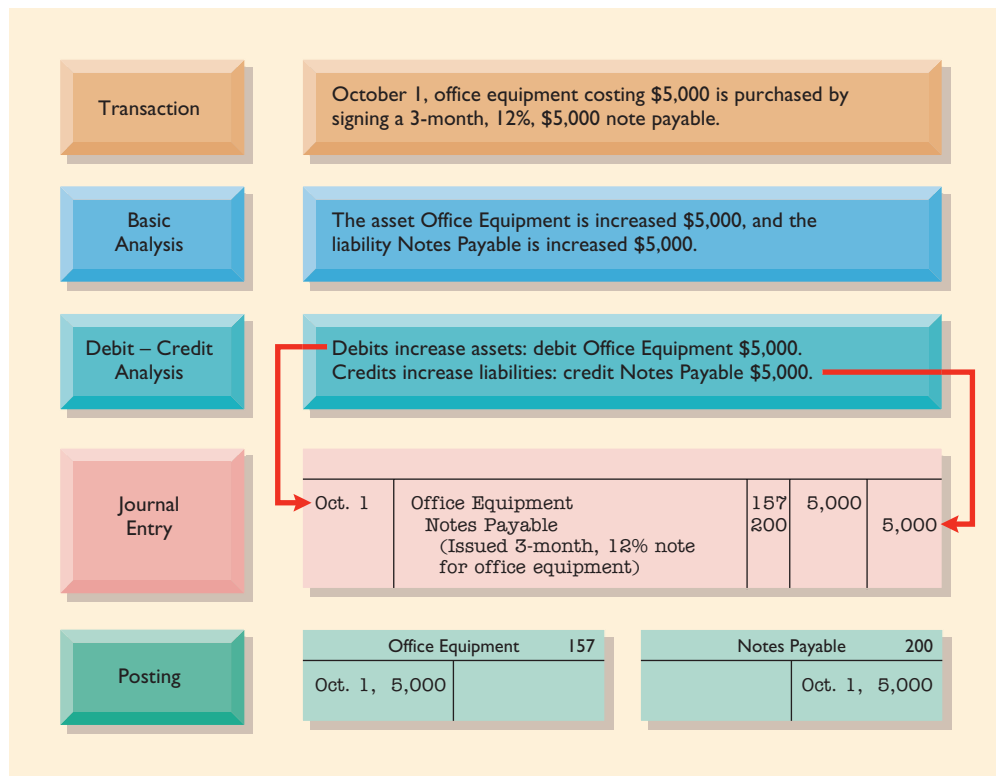 Transaction
October 1, office equipment costing $5,000 is purchased by
signing a 3-month, 12%, $5,000 note payable.
Basic
Analysis
The asset Office Equipment is increased $5,000, and the
liability Notes Payable is increased $5,000.
Debit – Credit
Analysis
Debits increase assets: debit Office Equipment $5,000.
Credits increase liabilities: credit Notes Payable $5,000.
Journal
Entry
Oct. 1 Office Equipment 157 5,000
Notes Payable 200 5,000
(Issued 3-month, 12% note
for office equipment)
Posting
Office Equipment 157
Oct. 1, 5,000
Notes Payable 200
Oct. 1, 5,000